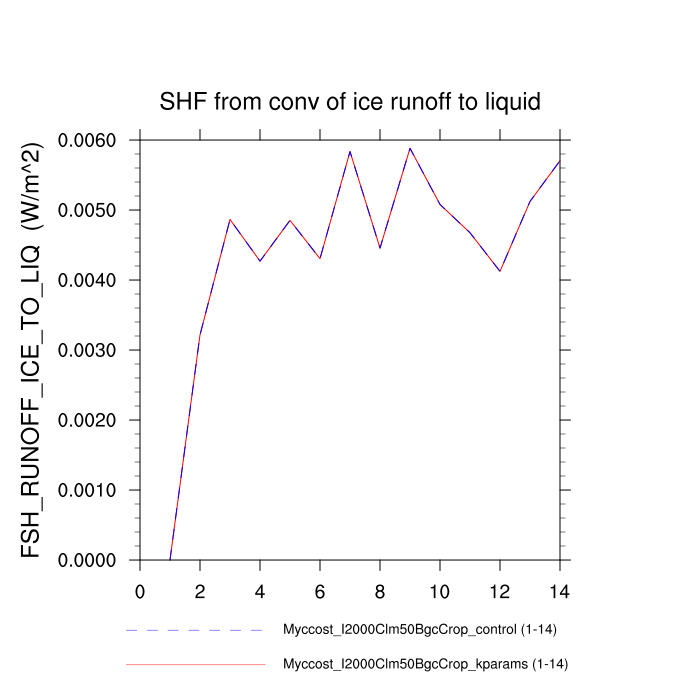 SHF from conv of ice runoff to liquid
FSH_RUNOFF_ICE_TO_LIQ (W/m^2)
0.0060
0.0050
0.0040
0.0030
0.0020
0.0010
0.0000
0 2 4 6 8 10 12 14
Myccost_I2000Clm50BgcCrop_control (1-14)
Myccost_I2000Clm50BgcCrop_kparams (1-14)